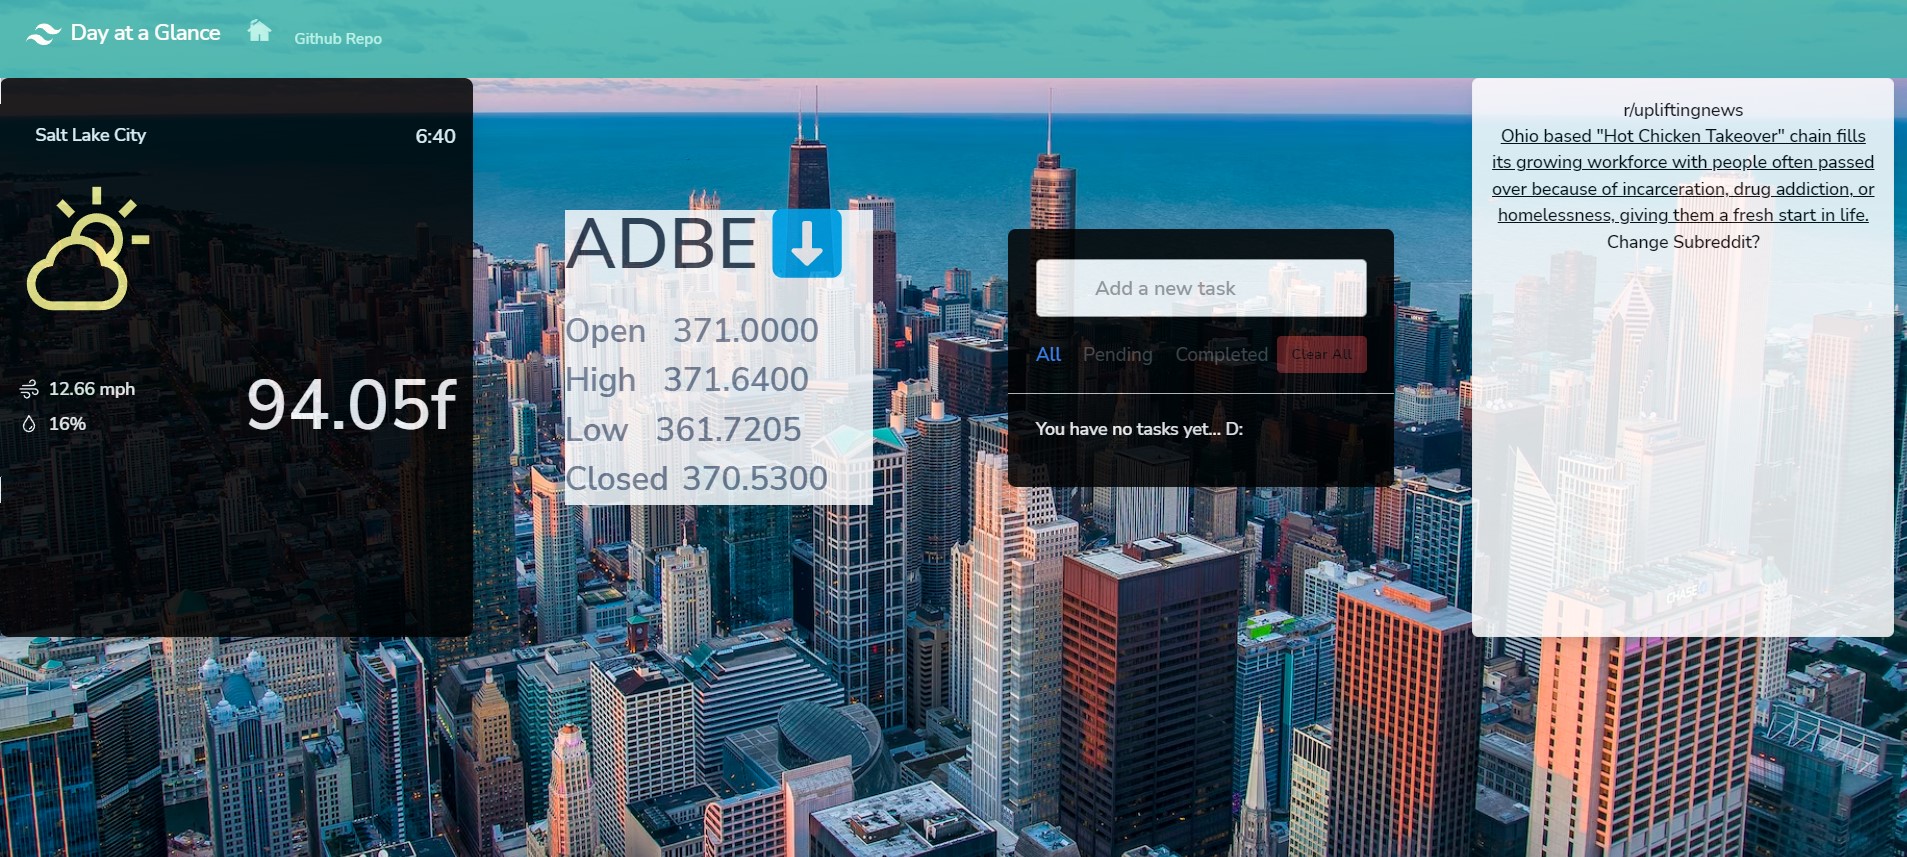 Day at a Glance
Github Repo
Salt Lake City
6:40
12.66 mph
16%
94.05f
ADBE
Open 371.0000
High 371.6400
Low 361.7205
Closed 370.5300
Add a new task
All Pending Completed Clear All
You have no tasks yet... D:
r/upliftingnews
Ohio based "Hot Chicken Takeover" chain fills
its growing workforce with people often passed
over because of incarceration, drug addiction, or
homelessness, giving them a fresh start in life.
Change Subreddit?
CHASE